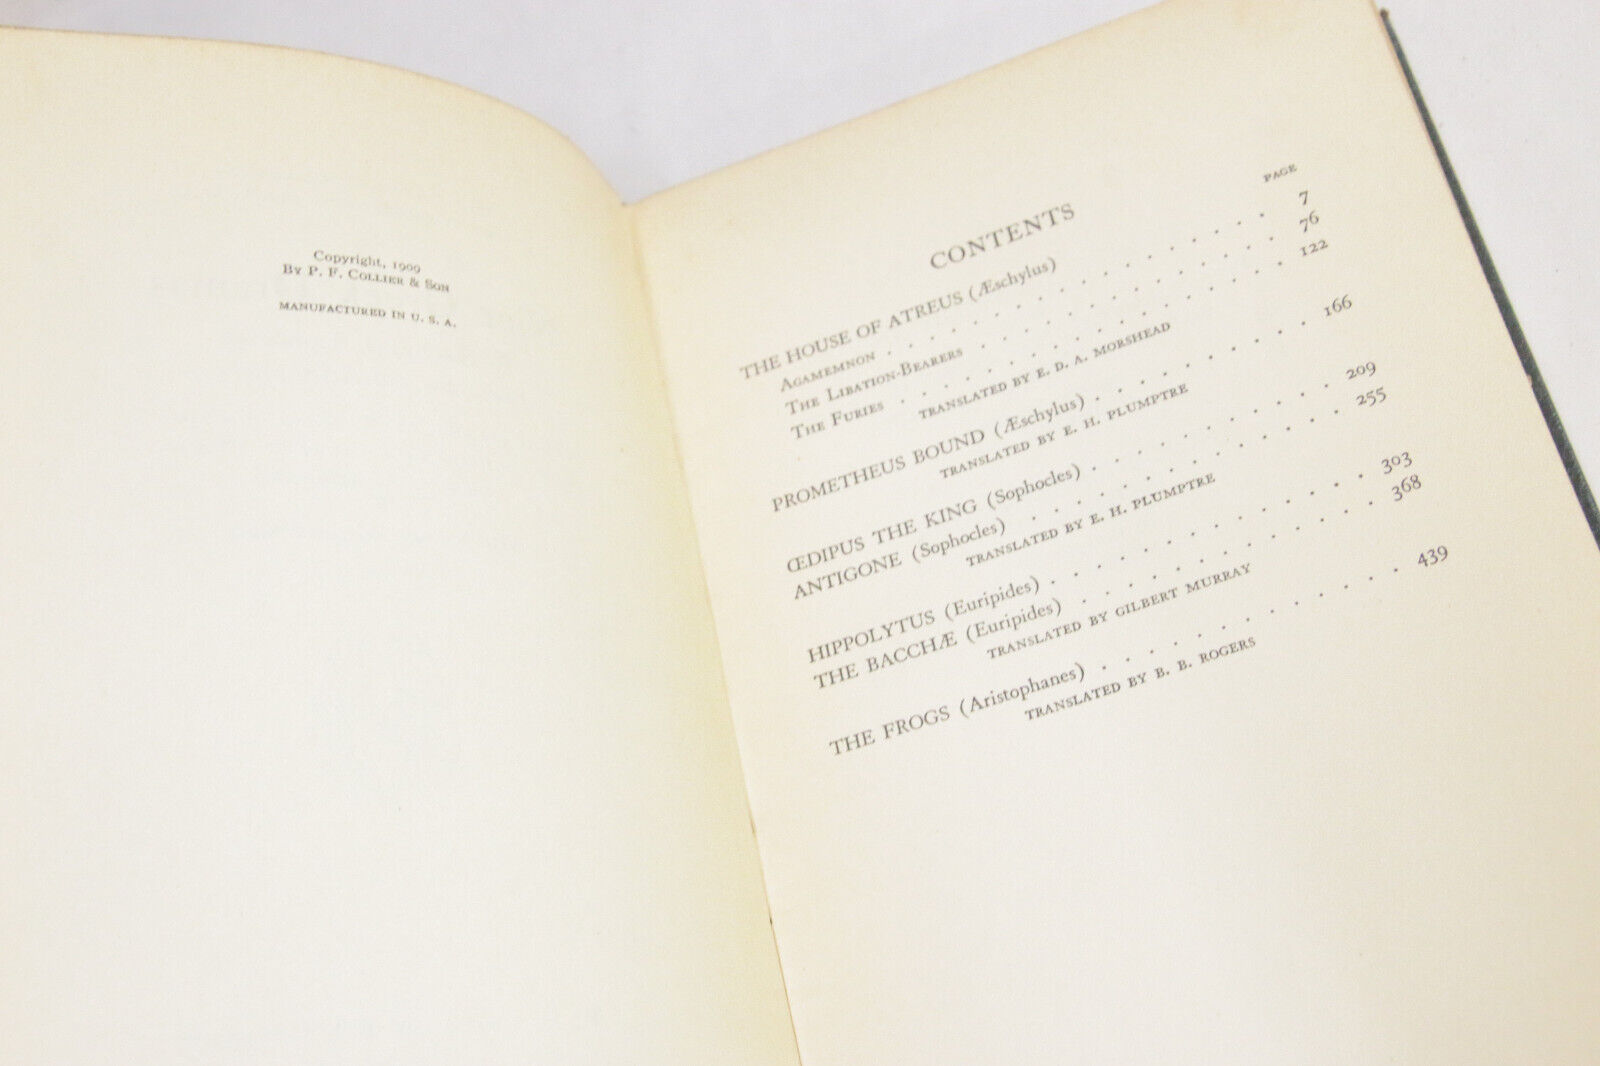 Copyright, 1909
By P. F. Collier & Son
MANUFACTURED IN U. S. A.
CONTENTS
PAGE
THE HOUSE OF ATREUS (Æschylus)
Agamemnon . . . . . . . . . . . . . . 7
The Libation-Bearers . . . . . . . . . . . 76
The Furies . . . . . . . . . . . . . . 122
TRANSLATED BY E. D. A. MORSHEAD
PROMETHEUS BOUND (Æschylus) . . . . . . . . . 166
TRANSLATED BY E. H. PLUMPTRE
ŒDIPUS THE KING (Sophocles) . . . . . . . . . . 209
ANTIGONE (Sophocles) . . . . . . . . . . . . . 255
TRANSLATED BY E. H. PLUMPTRE
HIPPOLYTUS (Euripides) . . . . . . . . . . . . . 303
THE BACCHÆ (Euripides) . . . . . . . . . . . . 368
TRANSLATED BY GILBERT MURRAY
THE FROGS (Aristophanes) . . . . . . . . . . . . 439
TRANSLATED BY B. B. ROGERS